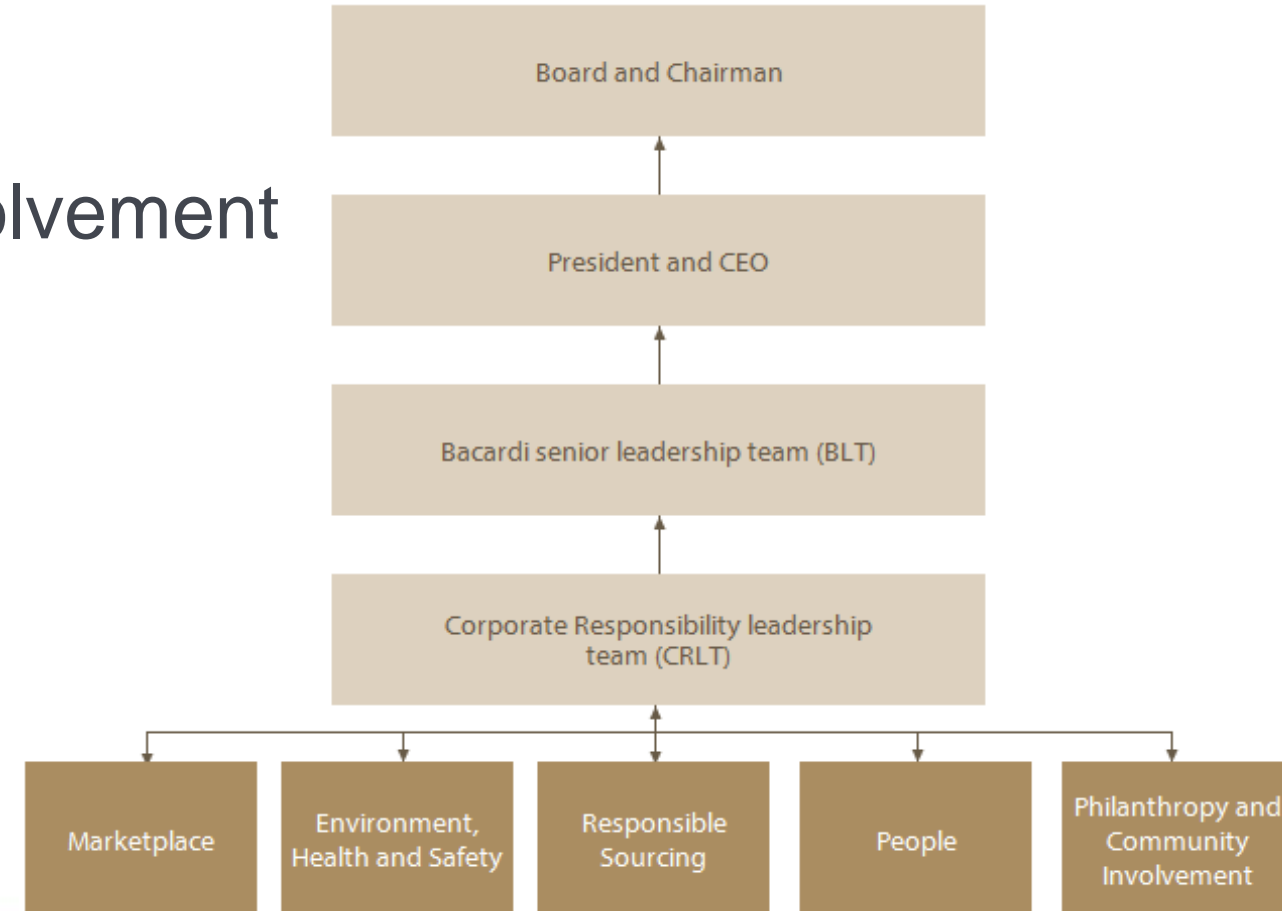 Board and Chairman
olvement
President and CEO
Bacardi senior leadership team (BLT)
Corporate Responsibility leadership
team (CRLT)
Marketplace
Environment,
Health and Safety
Responsible
Sourcing
People
Philanthropy and
Community
Involvement